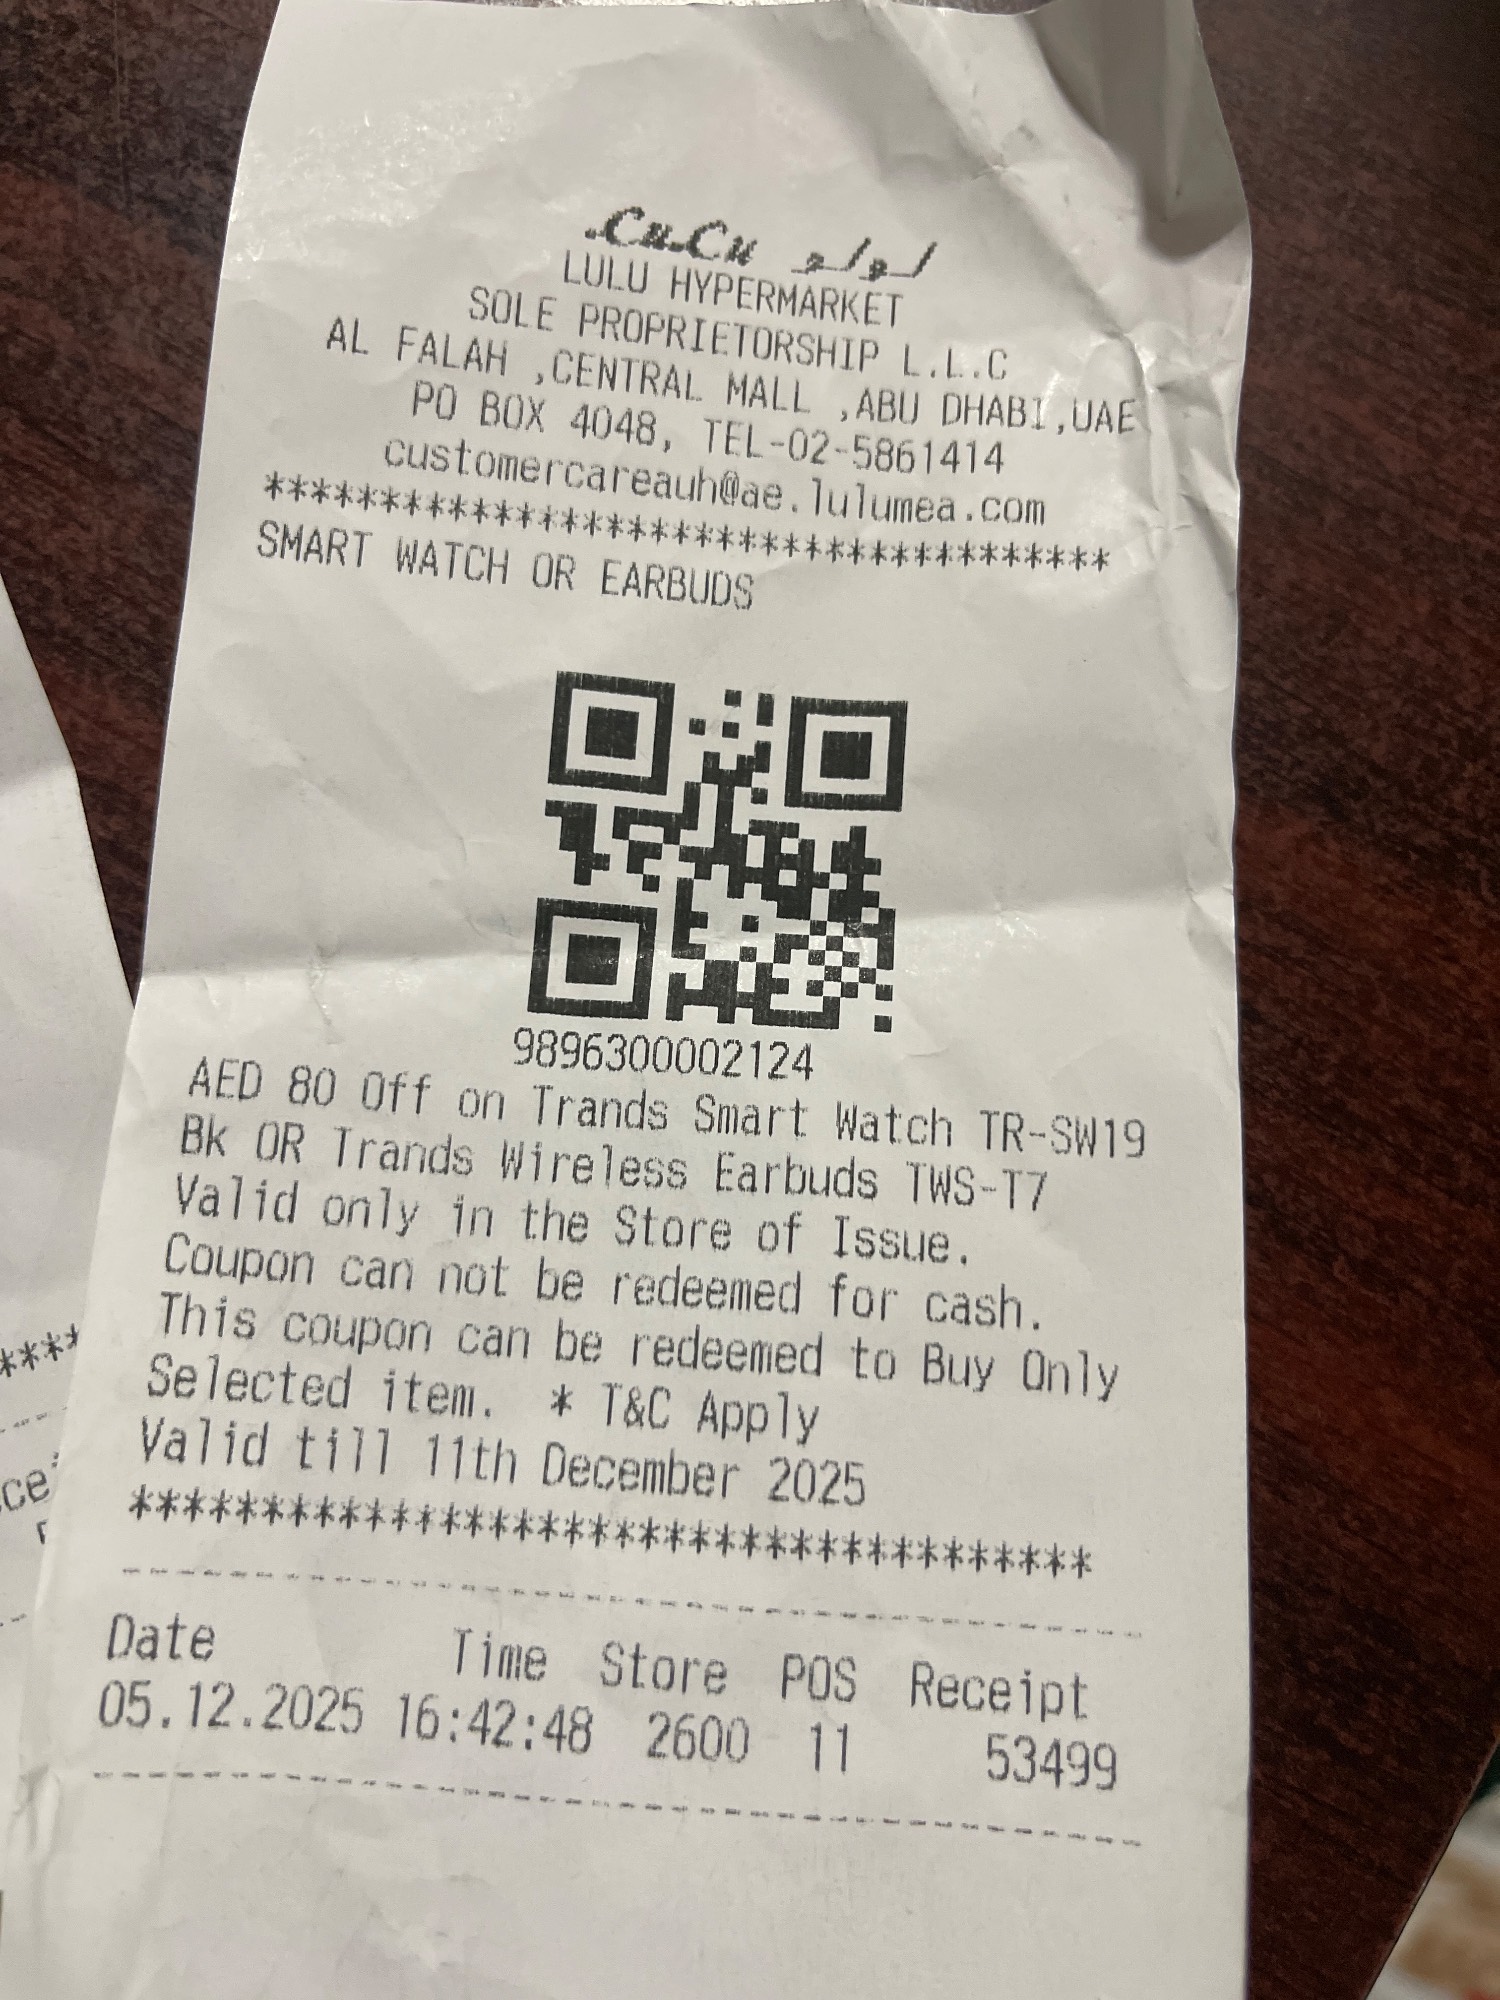 LuLu لولو
LULU HYPERMARKET
SOLE PROPRIETORSHIP L.L.C
AL FALAH ,CENTRAL MALL ,ABU DHABI,UAE
PO BOX 4048, TEL-02-5861414
customercareauh@ae.lulumea.com
*************************************
SMART WATCH OR EARBUDS
9896300002124
AED 80 Off on Trands Smart Watch TR-SW19
Bk OR Trands Wireless Earbuds TWS-T7
Valid only in the Store of Issue.
Coupon can not be redeemed for cash.
This coupon can be redeemed to Buy Only
Selected item.  * T&C Apply
Valid till 11th December 2025
***************************************
Date Time Store POS Receipt
05.12.2025 16:42:48 2600 11 53499